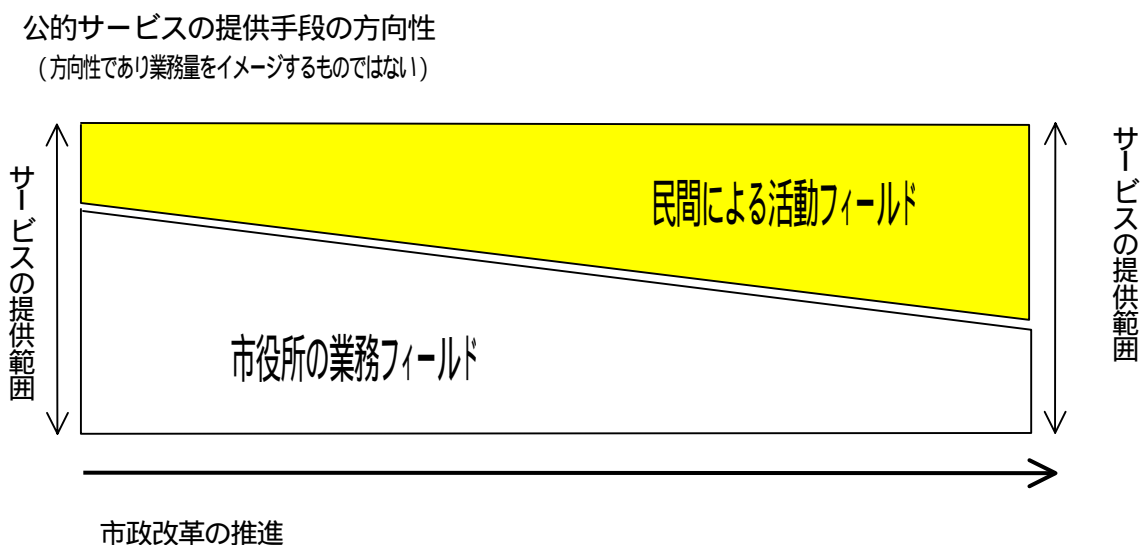 公的サービスの提供手段の方向性
(方向性であり業務量をイメージするものではない)
サービスの提供範囲
民間による活動フィールド
市役所の業務フィールド
サービスの提供範囲
市政改革の推進